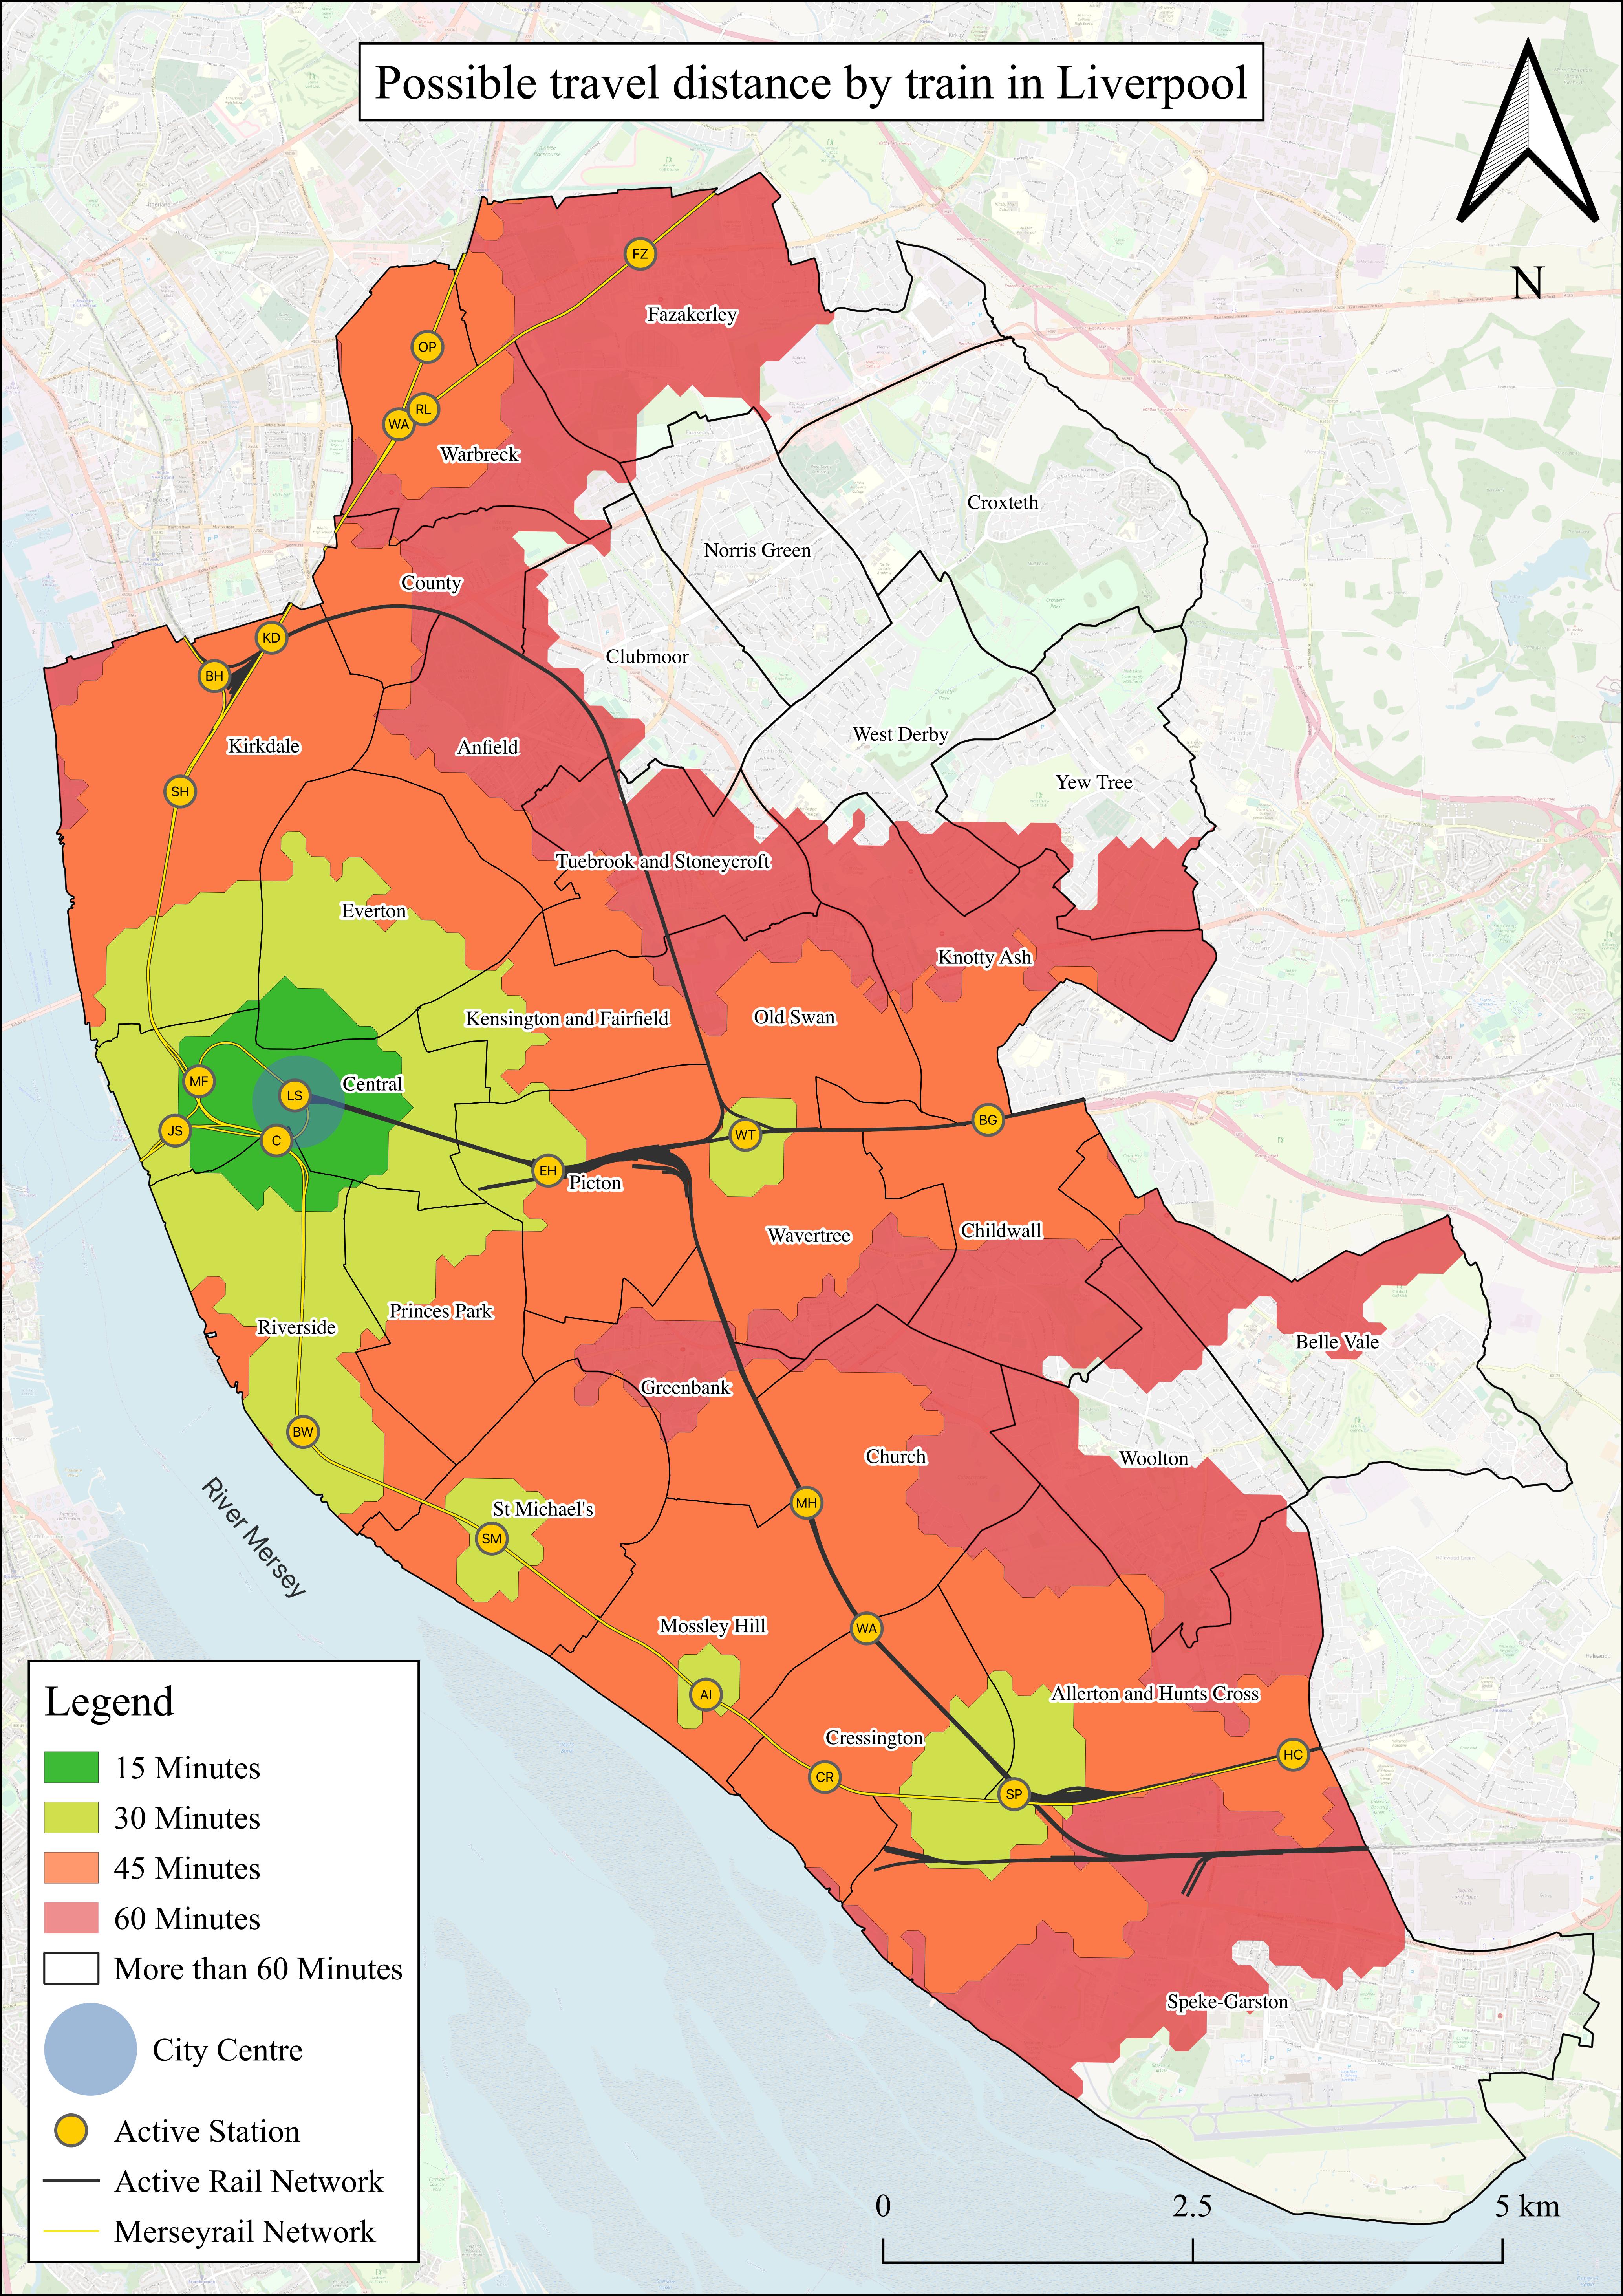 Possible travel distance by train in Liverpool
N
FZ
Fazakerley
OP
RL
WA
Warbreck
Croxteth
Norris Green
County
KD
Clubmoor
BH
West Derby
Kirkdale
Anfield
Yew Tree
SH
Tuebrook and Stoneycroft
Everton
Knotty Ash
Kensington and Fairfield
Old Swan
MF
Central
LS
BG
JS
WT
C
EH
Picton
Wavertree
Childwall
Princes Park
Riverside
Belle Vale
Greenbank
BW
Church
Woolton
River Mersey
MH
St Michael's
SM
Mossley Hill
WA
AI
Allerton and Hunts Cross
Cressington
HC
CR
SP
Speke-Garston
Legend
15 Minutes
30 Minutes
45 Minutes
60 Minutes
More than 60 Minutes
City Centre
Active Station
Active Rail Network
Merseyrail Network
0 2.5 5 km